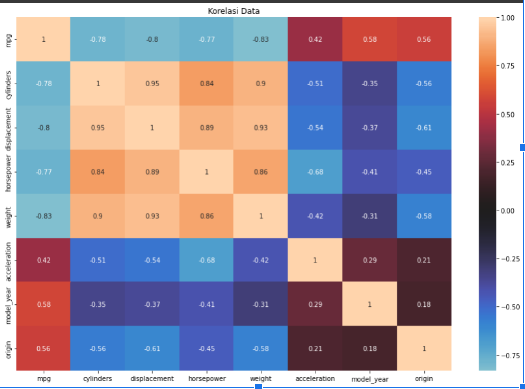 Korelasi Data
mpg 1 -0.78 -0.8 -0.77 -0.83 0.42 0.58 0.56
cylinders -0.78 1 0.95 0.84 0.9 -0.51 -0.35 -0.56
displacement -0.8 0.95 1 0.89 0.93 -0.54 -0.37 -0.61
horsepower -0.77 0.84 0.89 1 0.86 -0.68 -0.41 -0.45
weight -0.83 0.9 0.93 0.86 1 -0.42 -0.31 -0.58
acceleration 0.42 -0.51 -0.54 -0.68 -0.42 1 0.29 0.21
model_year 0.58 -0.35 -0.37 -0.41 -0.31 0.29 1 0.18
origin 0.56 -0.56 -0.61 -0.45 -0.58 0.21 0.18 1
mpg cylinders displacement horsepower weight acceleration model_year origin
1.00
0.75
0.50
0.25
0.00
-0.25
-0.50
-0.75